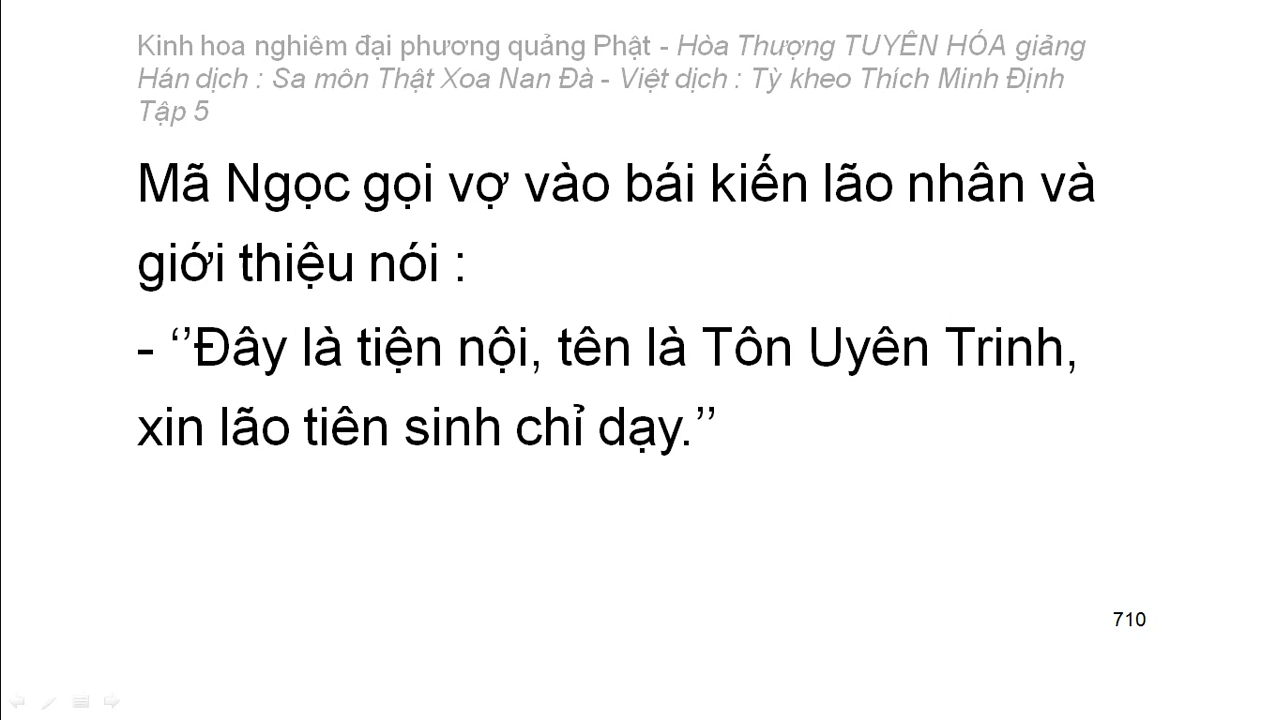 Kinh hoa nghiêm đại phương quảng Phật - Hòa Thượng TUYÊN HÓA giảng
Hán dịch : Sa môn Thật Xoa Nan Đà - Việt dịch : Tỳ kheo Thích Minh Định
Tập 5
Mã Ngọc gọi vợ vào bái kiến lão nhân và
giới thiệu nói :
- ‘’Đây là tiện nội, tên là Tôn Uyên Trinh,
xin lão tiên sinh chỉ dạy.’’
710